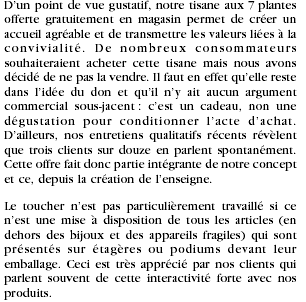 D'un point de vue gustatif, notre tisane aux 7 plantes
offerte gratuitement en magasin permet de créer un
accueil agréable et de transmettre les valeurs liées à la
convivialité. De nombreux consommateurs
souhaiteraient acheter cette tisane mais nous avons
décidé de ne pas la vendre. Il faut en effet qu'elle reste
dans l'idée du don et qu'il n'y ait aucun argument
commercial sous-jacent : c'est un cadeau, non une
dégustation pour conditionner l'acte d'achat.
D'ailleurs, nos entretiens qualitatifs récents révèlent
que trois clients sur douze en parlent spontanément.
Cette offre fait donc partie intégrante de notre concept
et ce, depuis la création de l'enseigne.
Le toucher n'est pas particulièrement travaillé si ce
n'est une mise à disposition de tous les articles (en
dehors des bijoux et des appareils fragiles) qui sont
présentés sur étagères ou podiums devant leur
emballage. Ceci est très apprécié par nos clients qui
parlent souvent de cette interactivité forte avec nos
produits.